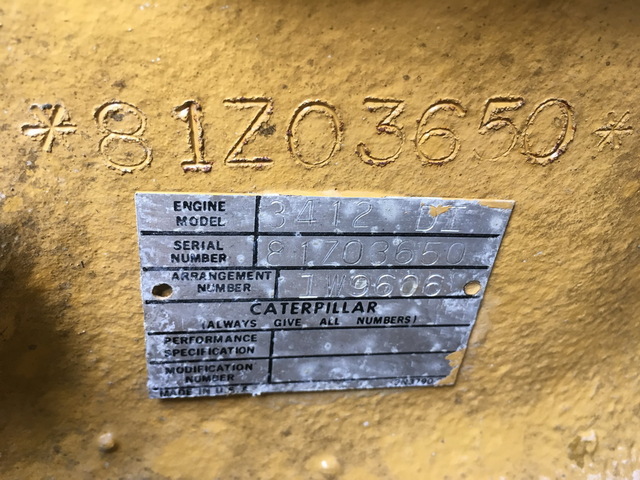 *81Z03650*
ENGINE MODEL 3412 DI
SERIAL NUMBER 81Z03650
ARRANGEMENT NUMBER 1W9606
CATERPILLAR
(ALWAYS GIVE ALL NUMBERS)
PERFORMANCE SPECIFICATION
MODIFICATION NUMBER
MADE IN U.S.A.